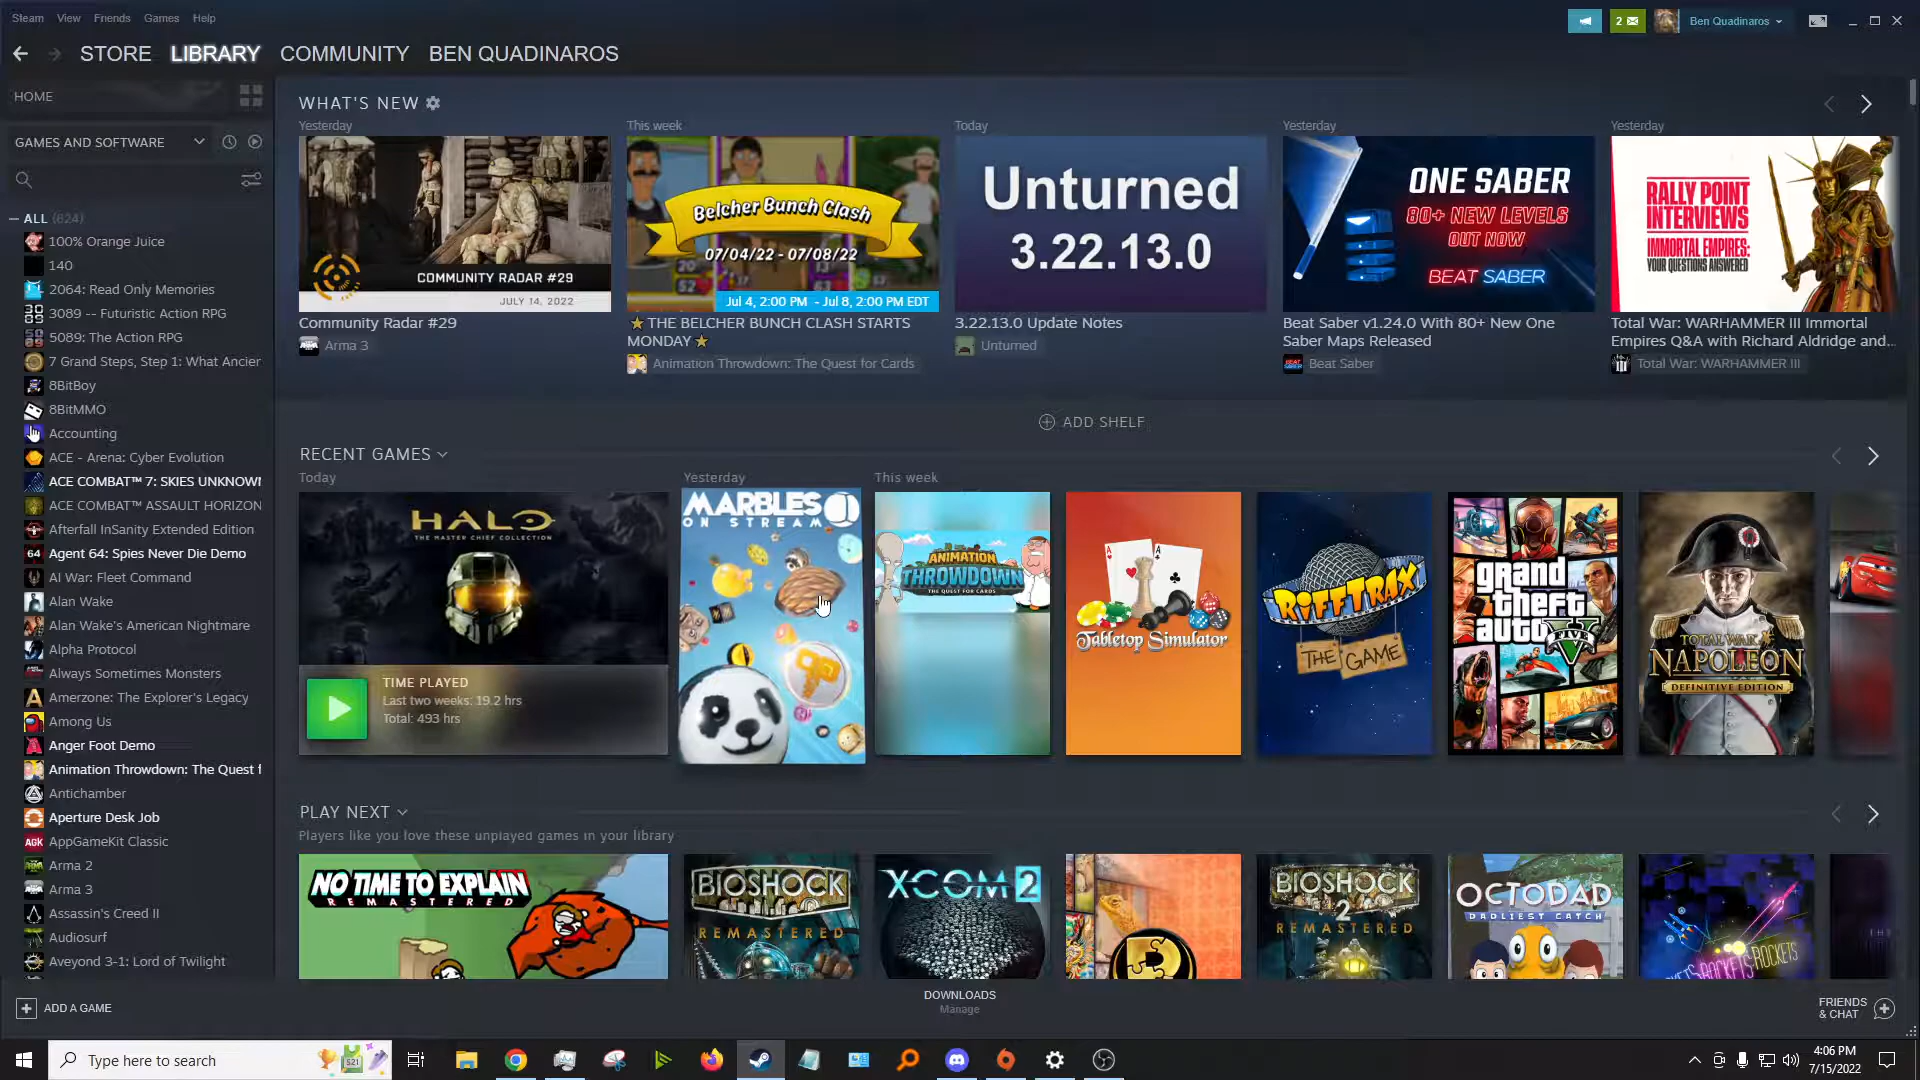 Steam View Friends Games Help
2
Ben Quadinaros
STORE LIBRARY COMMUNITY BEN QUADINAROS
HOME
GAMES AND SOFTWARE
ALL (624)
100% Orange Juice
140
2064: Read Only Memories
3089 -- Futuristic Action RPG
5089: The Action RPG
7 Grand Steps, Step 1: What Ancier
8BitBoy
8BitMMO
Accounting
ACE - Arena: Cyber Evolution
ACE COMBAT™ 7: SKIES UNKNOWN
ACE COMBAT™ ASSAULT HORIZON
Afterfall InSanity Extended Edition
64 Agent 64: Spies Never Die Demo
AI War: Fleet Command
Alan Wake
Alan Wake's American Nightmare
Alpha Protocol
Always Sometimes Monsters
Amerzone: The Explorer's Legacy
Among Us
Anger Foot Demo
Animation Throwdown: The Quest f
Antichamber
Aperture Desk Job
AGK AppGameKit Classic
Arma 2
Arma 3
Assassin's Creed II
Audiosurf
Aveyond 3-1: Lord of Twilight
ADD A GAME
WHAT'S NEW
Yesterday
COMMUNITY RADAR #29
JULY 14, 2022
Community Radar #29
Arma 3
This week
Belcher Bunch Clash
07/04/22 - 07/08/22
Jul 4, 2:00 PM - Jul 8, 2:00 PM EDT
★THE BELCHER BUNCH CLASH STARTS
MONDAY★
Animation Throwdown: The Quest for Cards
Today
Unturned
3.22.13.0
3.22.13.0 Update Notes
Unturned
Yesterday
ONE SABER
80+ NEW LEVELS
OUT NOW
BEAT SABER
Beat Saber v1.24.0 With 80+ New One
Saber Maps Released
Beat Saber
Yesterday
RALLY POINT
INTERVIEWS
IMMORTAL EMPIRES:
YOUR QUESTIONS ANSWERED
Total War: WARHAMMER III Immortal
Empires Q&A with Richard Aldridge and...
Total War: WARHAMMER III
ADD SHELF
RECENT GAMES
Today
HALO
THE MASTER CHIEF COLLECTION
TIME PLAYED
Last two weeks: 19.2 hrs
Total: 493 hrs
Yesterday
MARBLES
ON STREAM
This week
ANIMATION
THROWDOWN
THE QUEST FOR CARDS
Tabletop Simulator
RIFFTRAX
THE GAME
grand
theft
auto
FIVE
TOTAL WAR
NAPOLEON
DEFINITIVE EDITION
PLAY NEXT
Players like you love these unplayed games in your library
NO TIME TO EXPLAIN
REMASTERED
BIOSHOCK
REMASTERED
XCOM 2
BIOSHOCK
2
REMASTERED
OCTODAD
DADLIEST CATCH
ROCKETS ROCKETS
DOWNLOADS
Manage
FRIENDS
& CHAT
Type here to search
4:06 PM
7/15/2022